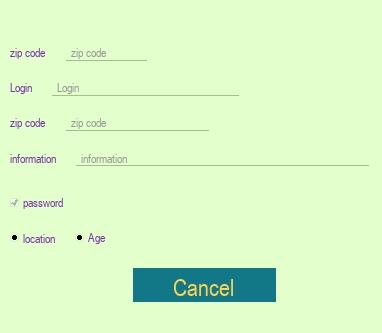 zip code zip code
Login Login
zip code zip code
information information
password
location Age
Cancel